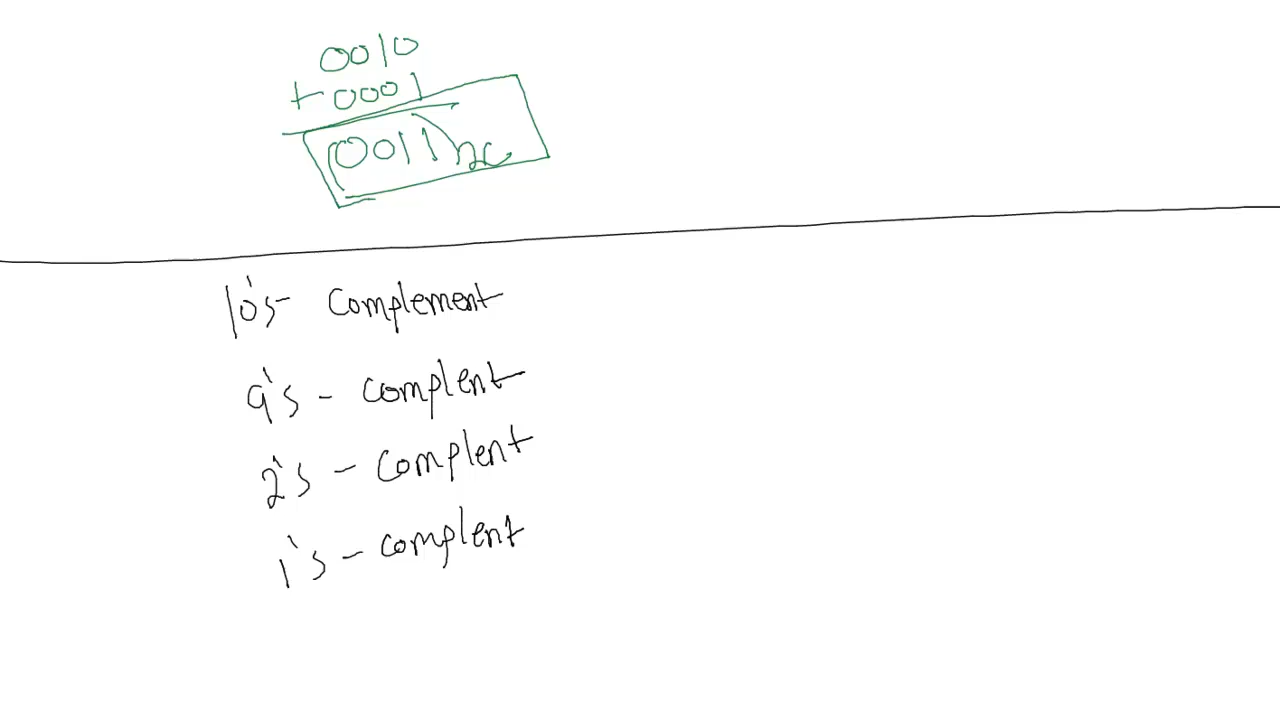 0010
+ 0001
(0011)2c
10's - Complement
9's - complent
2's - complent
1's - complent